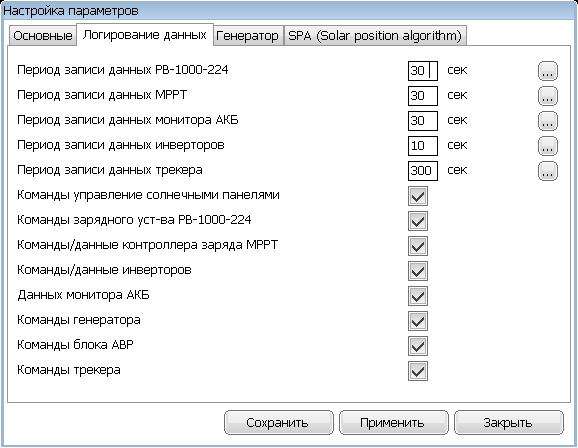 Настройка параметров
Основные Логирование данных Генератор SPA (Solar position algorithm)
Период записи данных PB-1000-224 30 сек ...
Период записи данных MPPT 30 сек ...
Период записи данных монитора АКБ 30 сек ...
Период записи данных инверторов 10 сек ...
Период записи данных трекера 300 сек ...
Команды управление солнечными панелями
Команды зарядного уст-ва PB-1000-224
Команды/данные контроллера заряда MPPT
Команды/данные инверторов
Данных монитора АКБ
Команды генератора
Команды блока АВР
Команды трекера
Сохранить Применить Закрыть